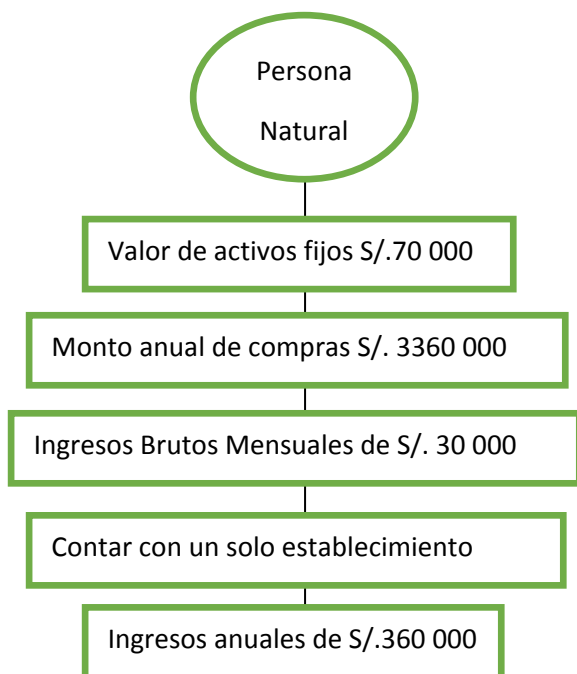 Persona
Natural
Valor de activos fijos S/.70 000
Monto anual de compras S/. 3360 000
Ingresos Brutos Mensuales de S/. 30 000
Contar con un solo establecimiento
Ingresos anuales de S/.360 000